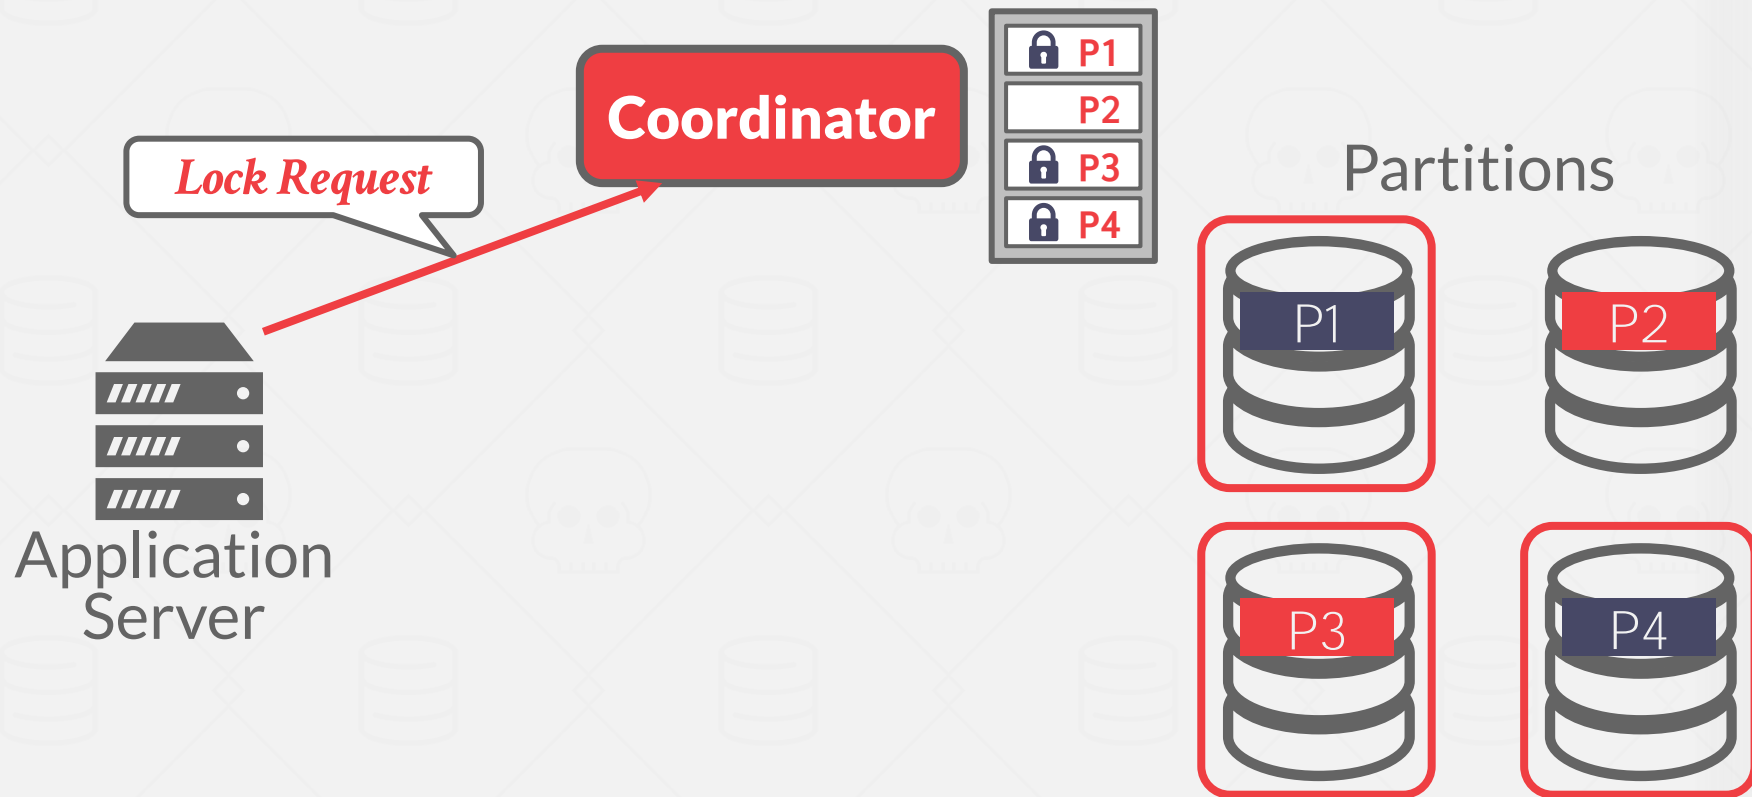 Coordinator
P1
P2
P3
P4
Lock Request
Partitions
P1
P2
P3
P4
Application
Server